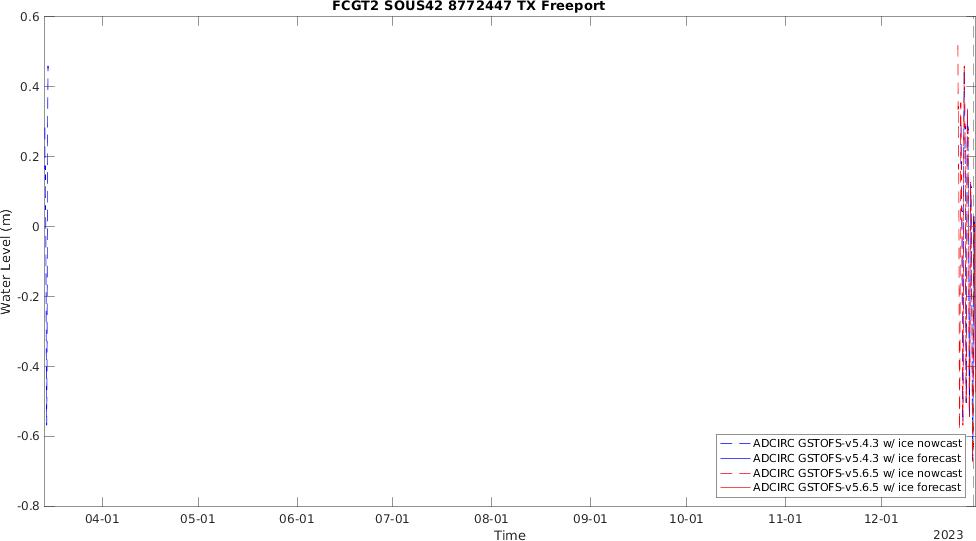 FCGT2 SOUS42 8772447 TX Freeport
0.6
0.4
0.2
0
-0.2
-0.4
-0.6
-0.8
Water Level (m)
ADCIRC GSTOFS-v5.4.3 w/ ice nowcast
ADCIRC GSTOFS-v5.4.3 w/ ice forecast
ADCIRC GSTOFS-v5.6.5 w/ ice nowcast
ADCIRC GSTOFS-v5.6.5 w/ ice forecast
04-01 05-01 06-01 07-01 08-01 09-01 10-01 11-01 12-01
Time
2023